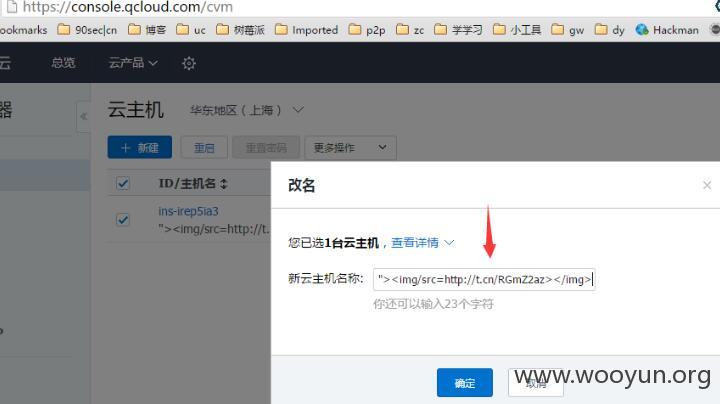 https://console.qcloud.com/cvm
ookmarks 90sec|cn 博客 uc 树莓派 Imported p2p zc 学学习 小工具 gw dy Hackman
云 总览 云产品
器 云主机 华东地区（上海）
+ 新建 重启 重置密码 更多操作
ID/主机名
ins-irep5ia3
"><img/src=http://t.
改名 ×
您已选1台云主机，查看详情
新云主机名称: "><img/src=http://t.cn/RGmZ2az></img>
你还可以输入23个字符
确定 取消
www.wooyun.org